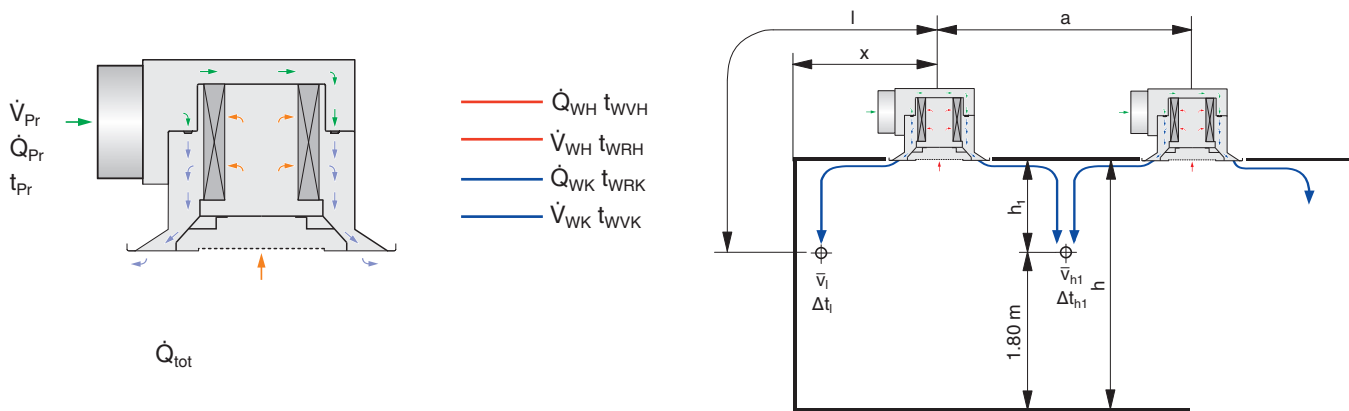 V̇Pr
Q̇Pr
tPr
Q̇tot
Q̇WH tWVH
V̇WH tWRH
Q̇WK tWRK
V̇WK tWVK
l
a
x
h1
h
v̄l
Δtl
v̄h1
Δth1
1.80 m